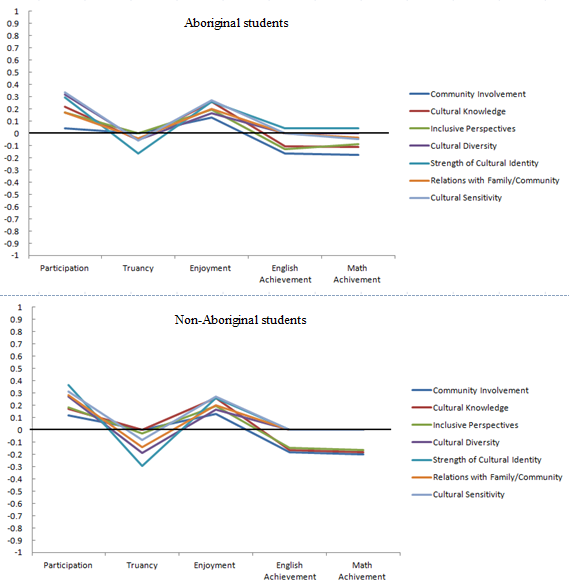 Aboriginal students
1
0.9
0.8
0.7
0.6
0.5
0.4
0.3
0.2
0.1
0
-0.1
-0.2
-0.3
-0.4
-0.5
-0.6
-0.7
-0.8
-0.9
-1
Participation Truancy Enjoyment English Math
Achievement Achievement
Community Involvement
Cultural Knowledge
Inclusive Perspectives
Cultural Diversity
Strength of Cultural Identity
Relations with Family/Community
Cultural Sensitivity
Non-Aboriginal students
1
0.9
0.8
0.7
0.6
0.5
0.4
0.3
0.2
0.1
0
-0.1
-0.2
-0.3
-0.4
-0.5
-0.6
-0.7
-0.8
-0.9
-1
Participation Truancy Enjoyment English Math
Achievement Achivement
Community Involvement
Cultural Knowledge
Inclusive Perspectives
Cultural Diversity
Strength of Cultural Identity
Relations with Family/Community
Cultural Sensitivity